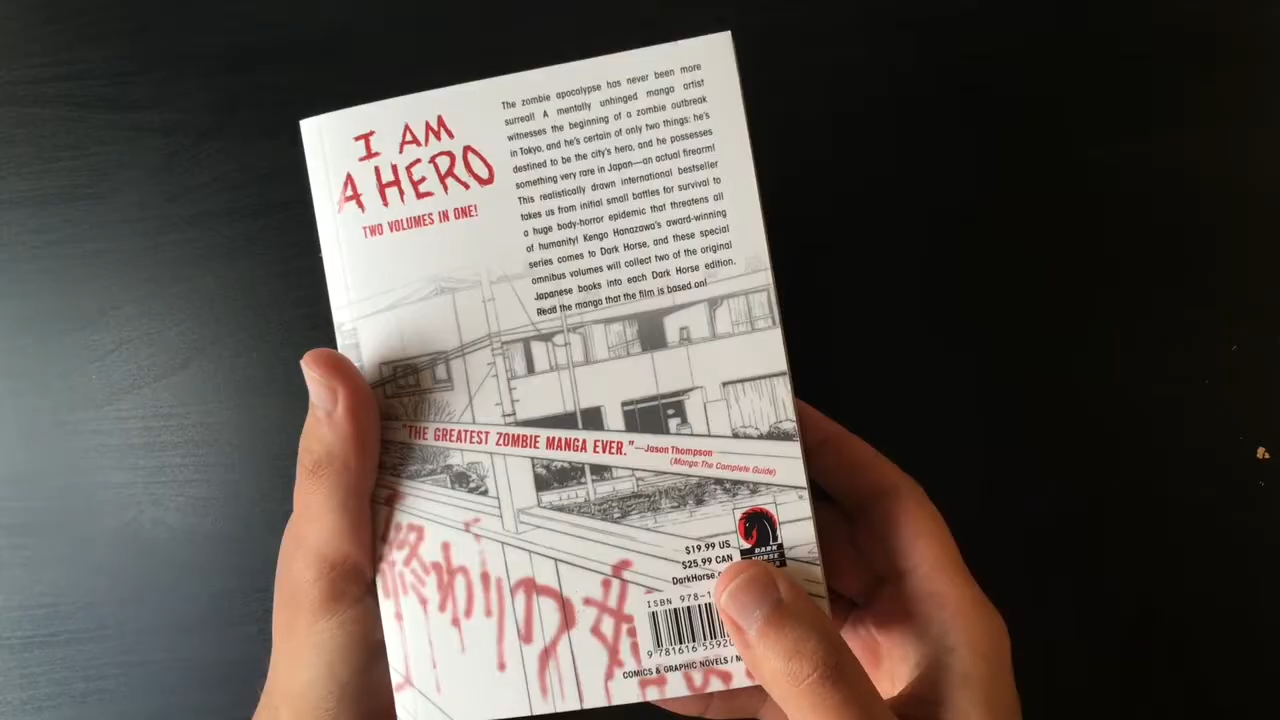 I AM
A HERO
TWO VOLUMES IN ONE!
The zombie apocalypse has never been more
surreal! A mentally unhinged manga artist
witnesses the beginning of a zombie outbreak
in Tokyo, and he's certain of only two things: he's
destined to be the city's hero, and he possesses
something very rare in Japan—an actual firearm!
This realistically drawn international bestseller
takes us from initial small battles for survival to
a huge body-horror epidemic that threatens all
of humanity! Kengo Hanazawa's award-winning
series comes to Dark Horse, and these special
omnibus volumes will collect two of the original
Japanese books into each Dark Horse edition.
Read the manga that the film is based on!
"THE GREATEST ZOMBIE MANGA EVER."—Jason Thompson
(Manga: The Complete Guide)
終わりの
$19.99 US
$25.99 CAN
DARK
HORSE
ISBN 978-1
9 781616 55920
COMICS & GRAPHIC NOVELS /